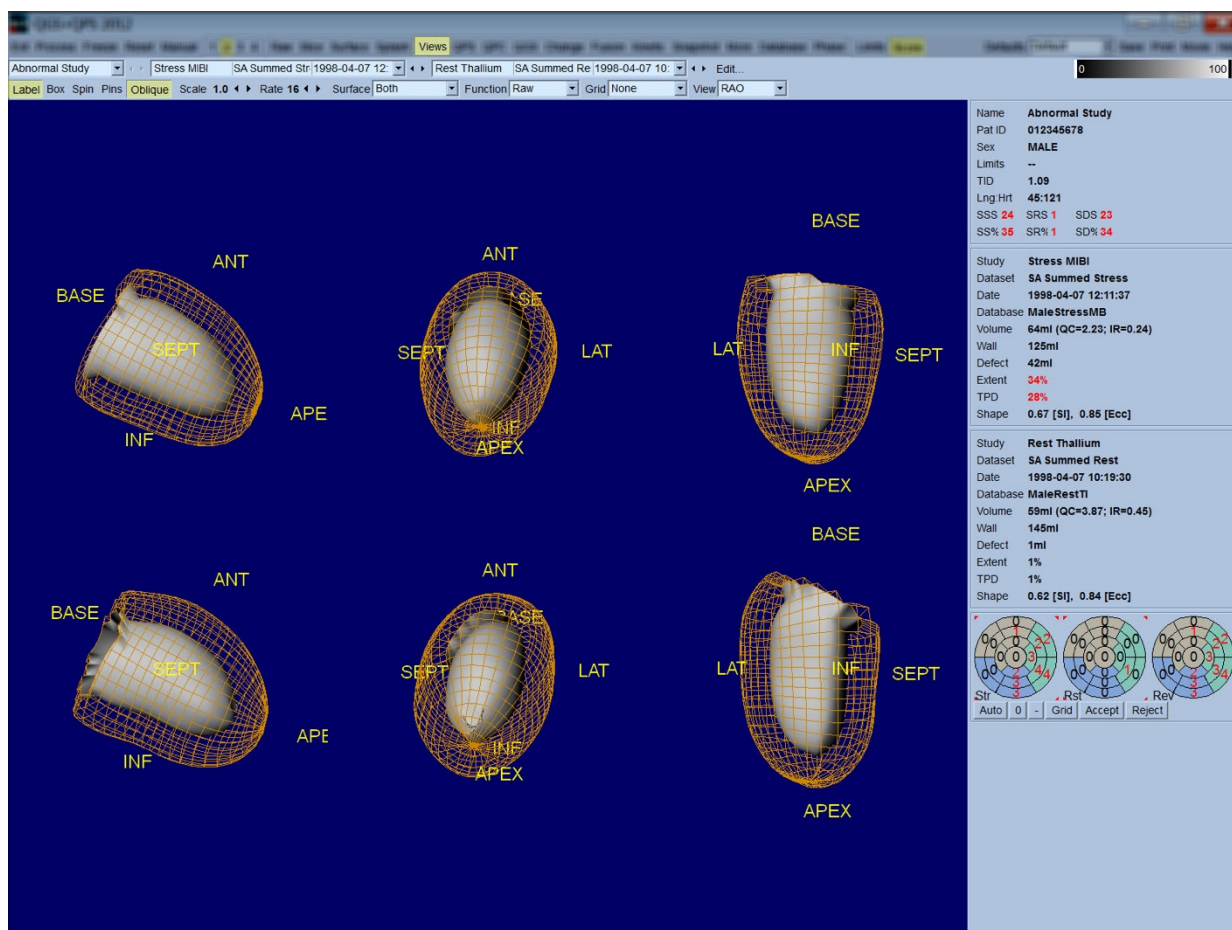 QGS+QPS 2012
Views
Abnormal Study Stress MIBI SA Summed Str 1998-04-07 12: Rest Thallium SA Summed Re 1998-04-07 10: Edit...
0 100
Label Box Spin Pins Oblique Scale 1.0 Rate 16 Surface Both Function Raw Grid None View RAO
BASE
ANT
ANT
BASE
ASE
SEPT
SEPT
LAT
LAT
INF
SEPT
APE
INF
INF
APEX
APEX
BASE
ANT
ANT
BASE
BASE
SEPT
SEPT
LAT
LAT
INF
SEPT
APE
INF
INF
APEX
APEX
Name Abnormal Study
Pat ID 012345678
Sex MALE
Limits --
TID 1.09
Lng:Hrt 45:121
SSS 24 SRS 1 SDS 23
SS% 35 SR% 1 SD% 34
Study Stress MIBI
Dataset SA Summed Stress
Date 1998-04-07 12:11:37
Database MaleStressMB
Volume 64ml (QC=2.23; IR=0.24)
Wall 125ml
Defect 42ml
Extent 34%
TPD 28%
Shape 0.67 [SI], 0.85 [Ecc]
Study Rest Thallium
Dataset SA Summed Rest
Date 1998-04-07 10:19:30
Database MaleRestTl
Volume 59ml (QC=3.87; IR=0.45)
Wall 145ml
Defect 1ml
Extent 1%
TPD 1%
Shape 0.62 [SI], 0.84 [Ecc]
Str Rst Rev
Auto 0 - Grid Accept Reject